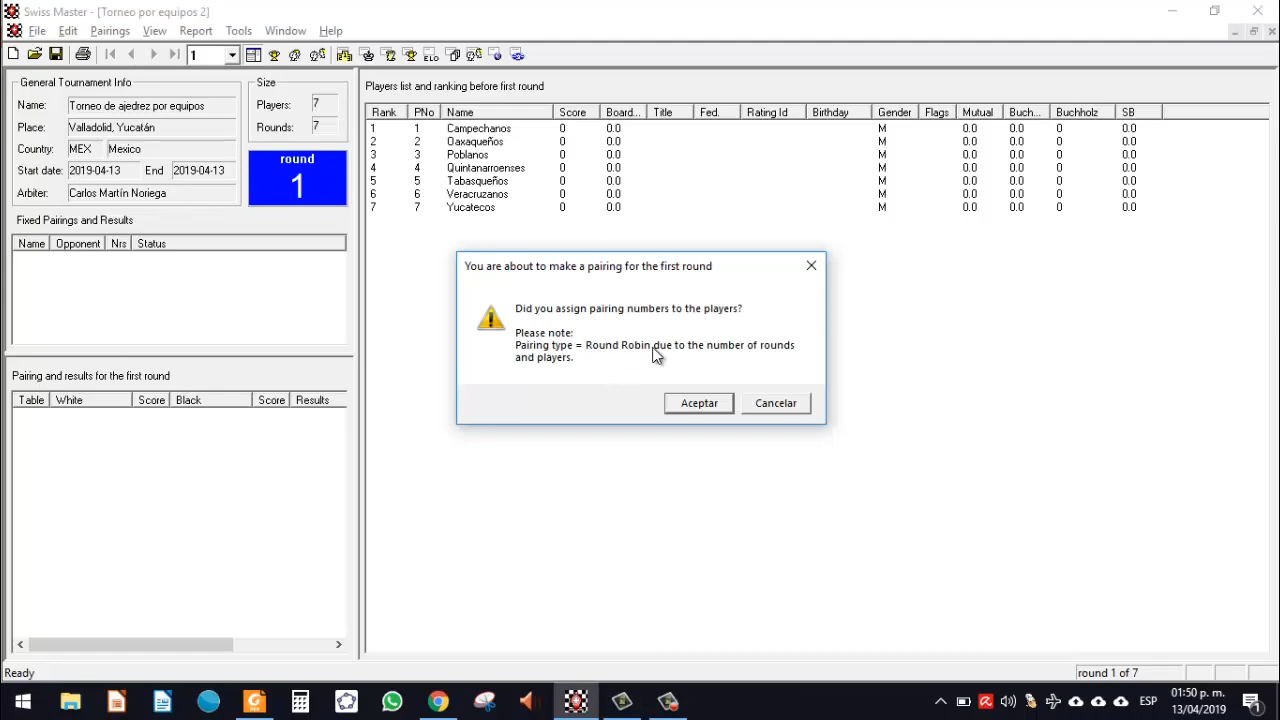 Swiss Master - [Torneo por equipos 2]
File Edit Pairings View Report Tools Window Help
1
General Tournament Info
Name: Torneo de ajedrez por equipos
Place: Valladolid, Yucatán
Country: MEX Mexico
Start date: 2019-04-13 End 2019-04-13
Arbiter: Carlos Martín Noriega
Size
Players: 7
Rounds: 7
round
1
Fixed Pairings and Results
Name Opponent Nrs Status
Pairing and results for the first round
Table White Score Black Score Results
Players list and ranking before first round
Rank PNo Name Score Board... Title Fed. Rating Id Birthday Gender Flags Mutual Buch... Buchholz SB
1 1 Campechanos 0 0.0 M 0.0 0.0 0 0.0
2 2 Oaxaqueños 0 0.0 M 0.0 0.0 0 0.0
3 3 Poblanos 0 0.0 M 0.0 0.0 0 0.0
4 4 Quintanarroenses 0 0.0 M 0.0 0.0 0 0.0
5 5 Tabasqueños 0 0.0 M 0.0 0.0 0 0.0
6 6 Veracruzanos 0 0.0 M 0.0 0.0 0 0.0
7 7 Yucatecos 0 0.0 M 0.0 0.0 0 0.0
You are about to make a pairing for the first round
Did you assign pairing numbers to the players?
Please note:
Pairing type = Round Robin due to the number of rounds
and players.
Aceptar Cancelar
Ready
round 1 of 7
ESP
01:50 p. m.
13/04/2019